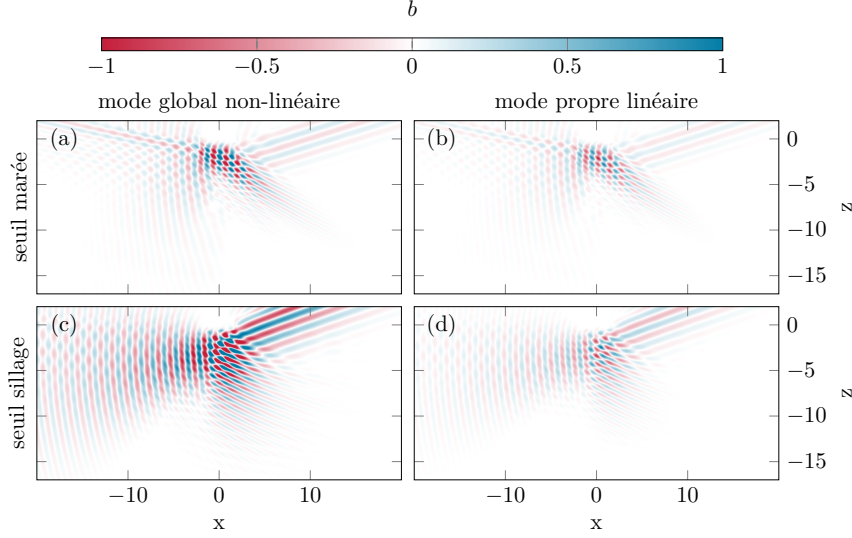 b
−1 −0.5 0 0.5 1
mode global non-linéaire mode propre linéaire
(a) (b) 0
−5
−10
−15
seuil marée z
(c) (d) 0
−5
−10
−15
seuil sillage z
−10 0 10 −10 0 10
x x